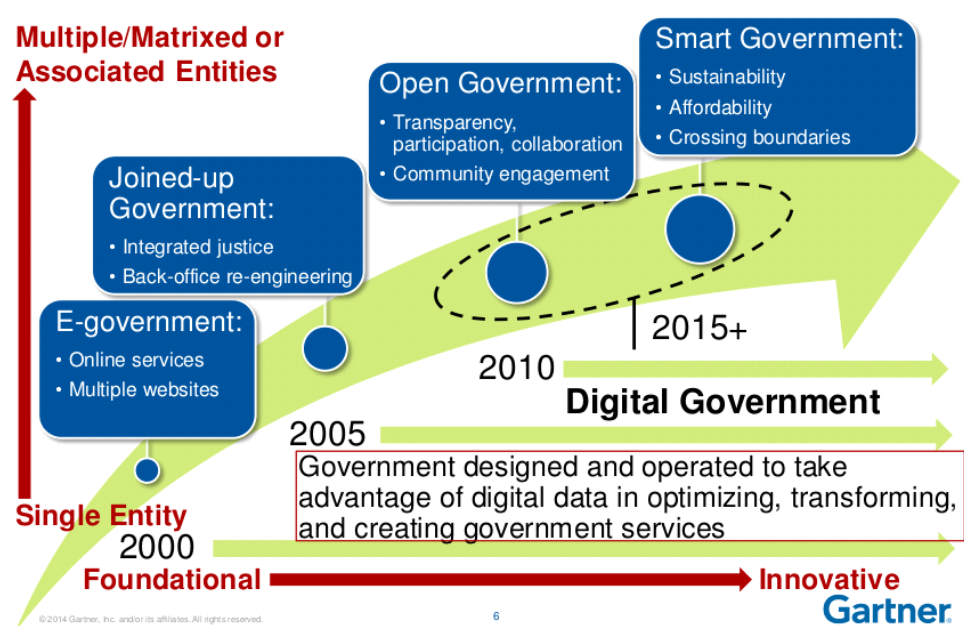 Multiple/Matrixed or
Associated Entities
Smart Government:
• Sustainability
• Affordability
• Crossing boundaries
Open Government:
• Transparency,
participation, collaboration
• Community engagement
Joined-up
Government:
• Integrated justice
• Back-office re-engineering
E-government:
• Online services
• Multiple websites
2015+
2010
Digital Government
2005
Government designed and operated to take
advantage of digital data in optimizing, transforming,
and creating government services
Single Entity
2000
Foundational
Innovative
© 2014 Gartner, Inc. and/or its affiliates. All rights reserved.
6
Gartner